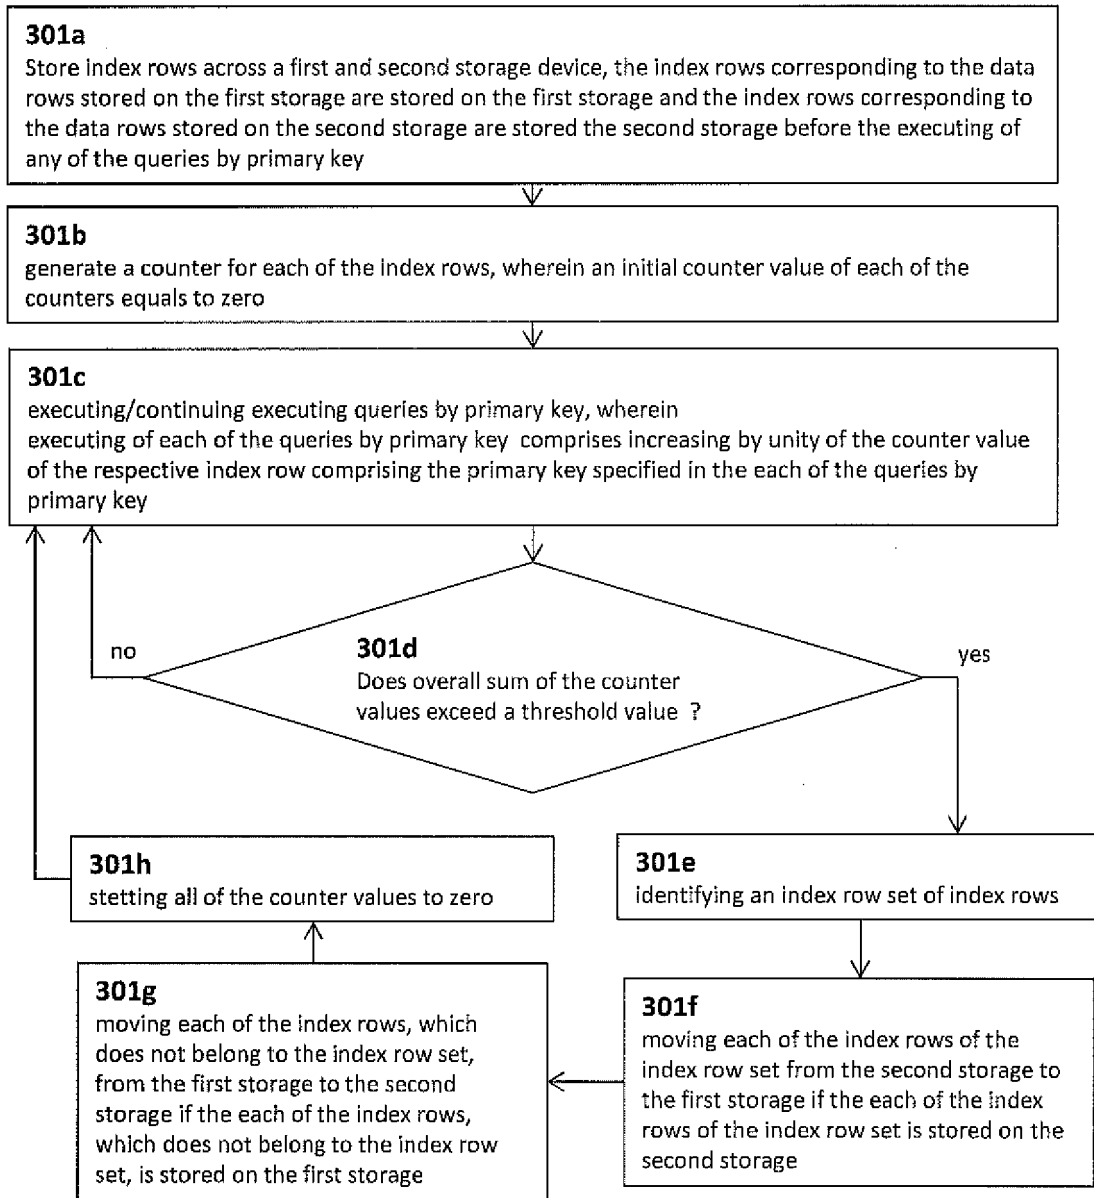 301a
Store index rows across a first and second storage device, the index rows corresponding to the data
rows stored on the first storage are stored on the first storage and the index rows corresponding to
the data rows stored on the second storage are stored the second storage before the executing of
any of the queries by primary key
301b
generate a counter for each of the index rows, wherein an initial counter value of each of the
counters equals to zero
301c
executing/continuing executing queries by primary key, wherein
executing of each of the queries by primary key comprises increasing by unity of the counter value
of the respective index row comprising the primary key specified in the each of the queries by
primary key
no
301d
Does overall sum of the counter
values exceed a threshold value ?
yes
301e
identifying an index row set of index rows
301f
moving each of the index rows of the
index row set from the second storage to
the first storage if the each of the index
rows of the index row set is stored on the
second storage
301g
moving each of the index rows, which
does not belong to the index row set,
from the first storage to the second
storage if the each of the index rows,
which does not belong to the index row
set, is stored on the first storage
301h
stetting all of the counter values to zero